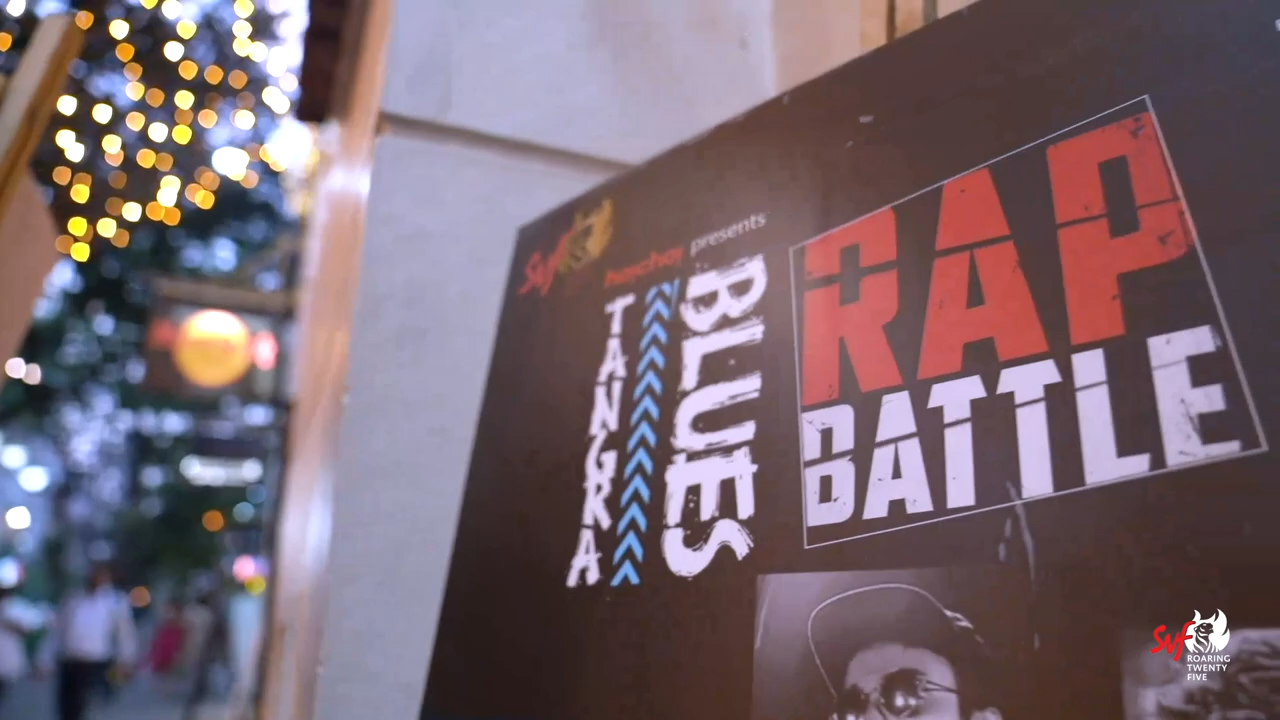 SVF
hoichoi presents
TANGRA
BLUES
RAP
BATTLE
SVF
ROARING
TWENTY
FIVE